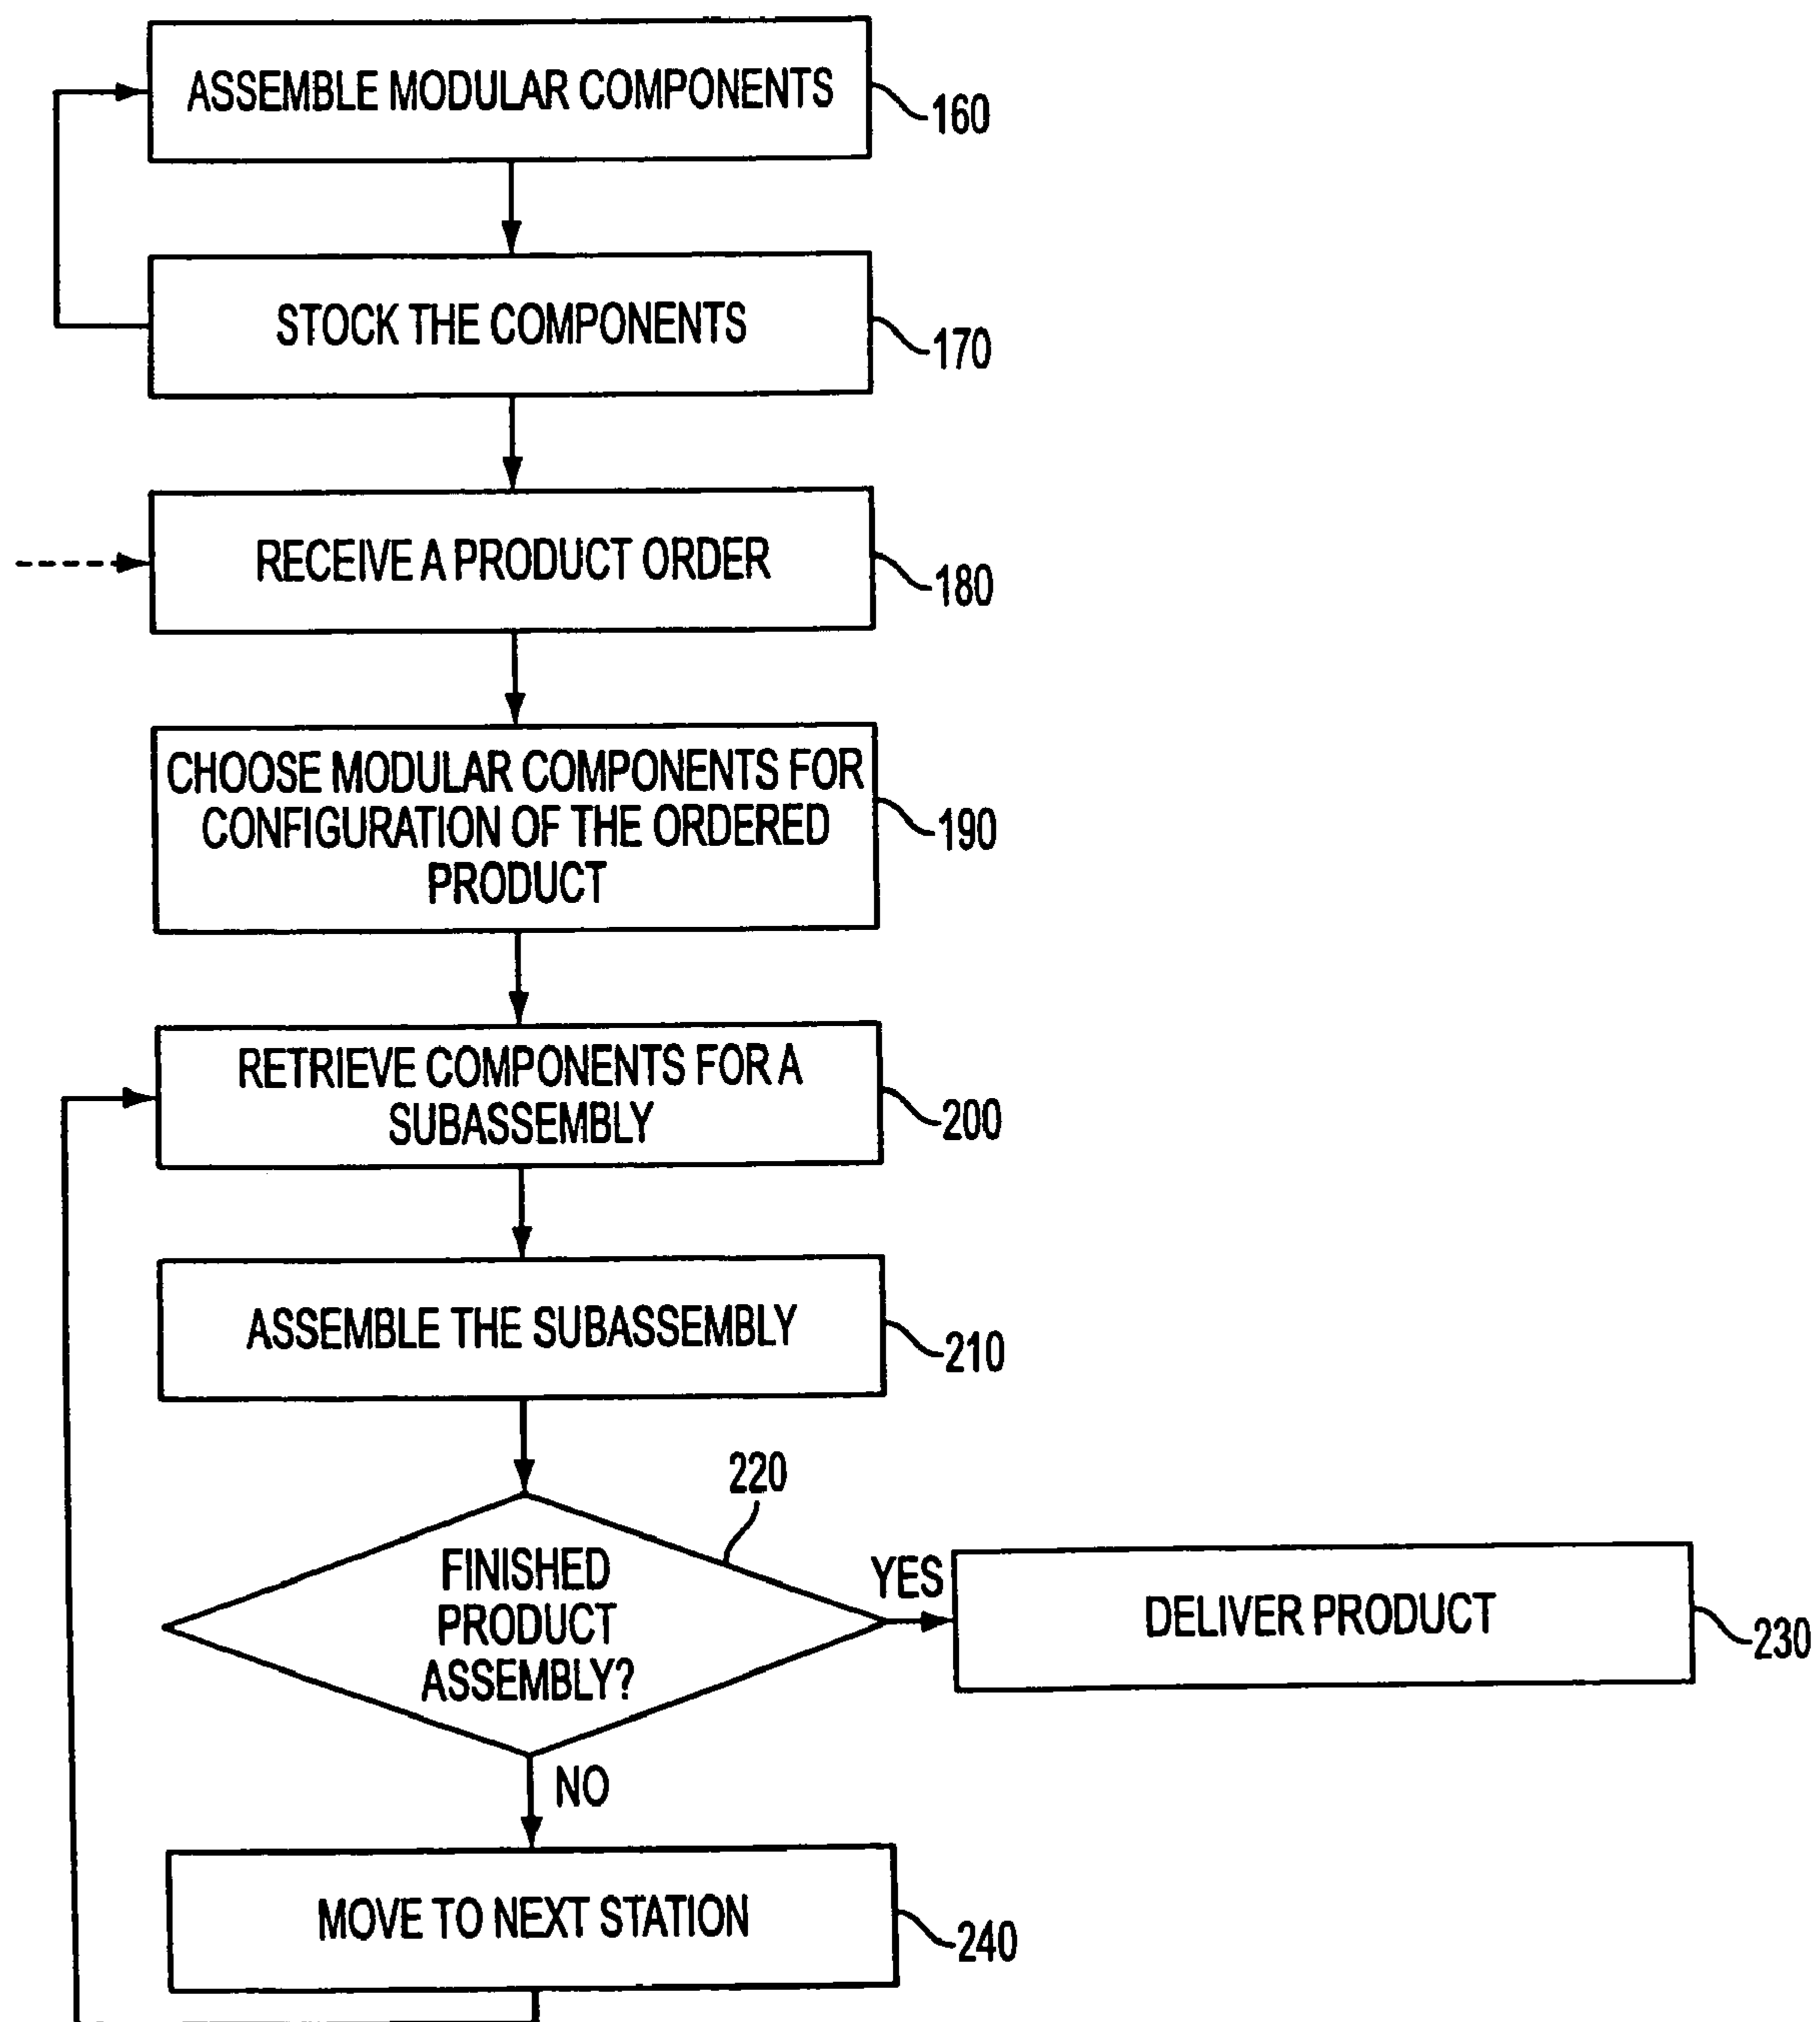 ASSEMBLE MODULAR COMPONENTS
160
STOCK THE COMPONENTS
170
RECEIVE A PRODUCT ORDER
180
CHOOSE MODULAR COMPONENTS FOR
CONFIGURATION OF THE ORDERED
PRODUCT
190
RETRIEVE COMPONENTS FOR A
SUBASSEMBLY
200
ASSEMBLE THE SUBASSEMBLY
210
220
FINISHED
PRODUCT
ASSEMBLY?
YES
DELIVER PRODUCT
230
NO
MOVE TO NEXT STATION
240